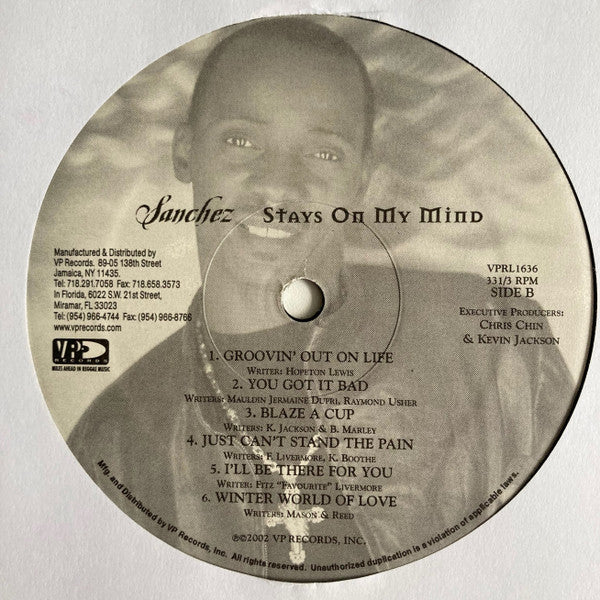 Sanchez Stays On My Mind
Manufactured & Distributed by
VP Records. 89-05 138th Street
Jamaica, NY 11435.
Tel: 718.291.7058 Fax: 718.658.3573
In Florida, 6022 S.W. 21st Street,
Miramar, FL 33023
Tel: (954) 966-4744 Fax: (954) 966-8766
www.vprecords.com
VP
RECORDS
MILES AHEAD IN REGGAE MUSIC
VPRL1636
331/3 RPM
SIDE B
Executive Producers:
Chris Chin
& Kevin Jackson
1. GROOVIN' OUT ON LIFE
Writer: Hopeton Lewis
2. YOU GOT IT BAD
Writers: Mauldin Jermaine Dupri, Raymond Usher
3. BLAZE A CUP
Writers: K. Jackson & B. Marley
4. JUST CAN'T STAND THE PAIN
Writers: F. Livermore, K. Boothe
5. I'LL BE THERE FOR YOU
Writer: Fitz "Favourite" Livermore
6. WINTER WORLD OF LOVE
Writers: Mason & Reed
℗©2002 VP RECORDS, INC.
Mfg. and Distributed by VP Records, Inc. All rights reserved. Unauthorized duplication is a violation of applicable laws.